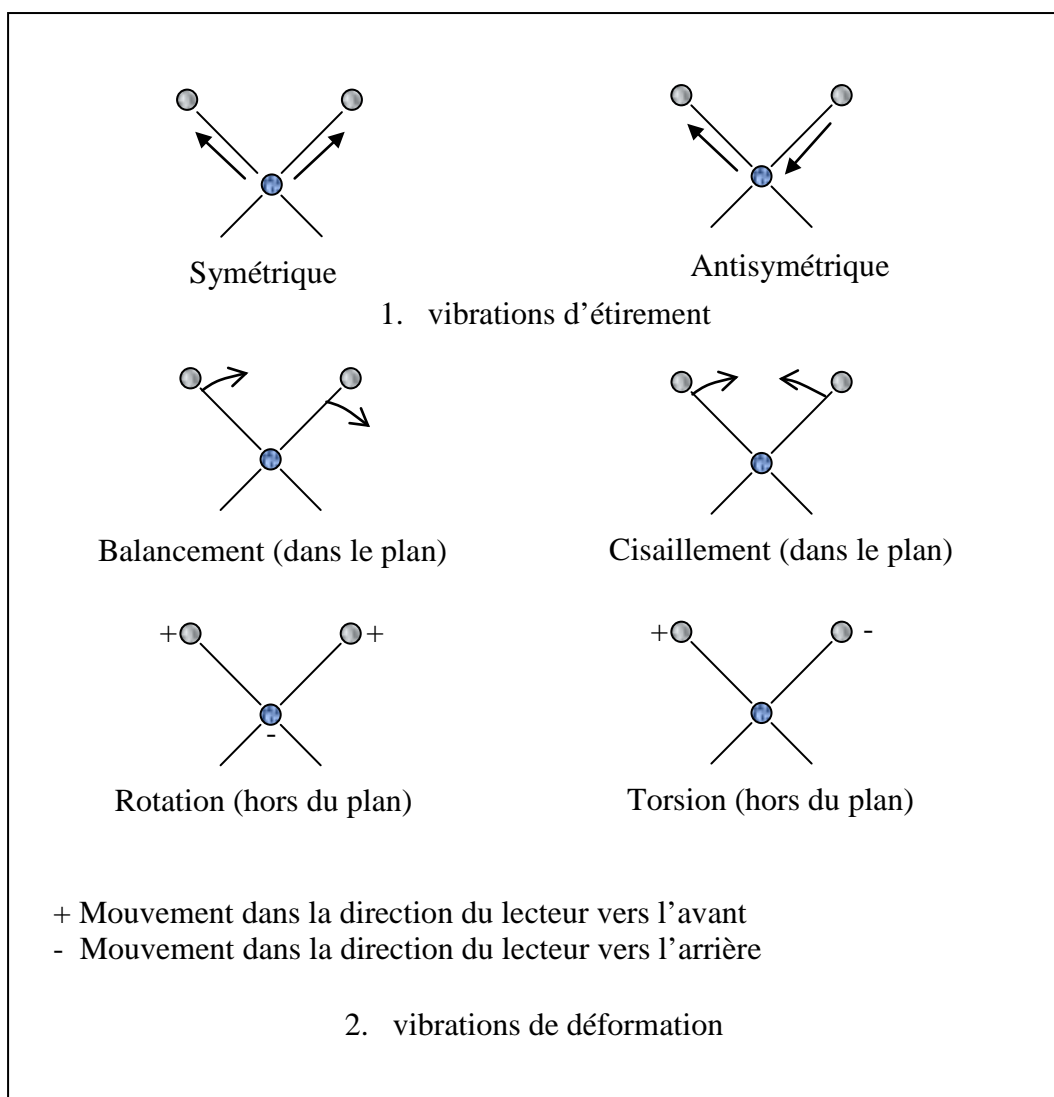 Symétrique Antisymétrique
1. vibrations d'étirement
Balancement (dans le plan) Cisaillement (dans le plan)
+ + + -
-
Rotation (hors du plan) Torsion (hors du plan)
+ Mouvement dans la direction du lecteur vers l'avant
- Mouvement dans la direction du lecteur vers l'arrière
2. vibrations de déformation